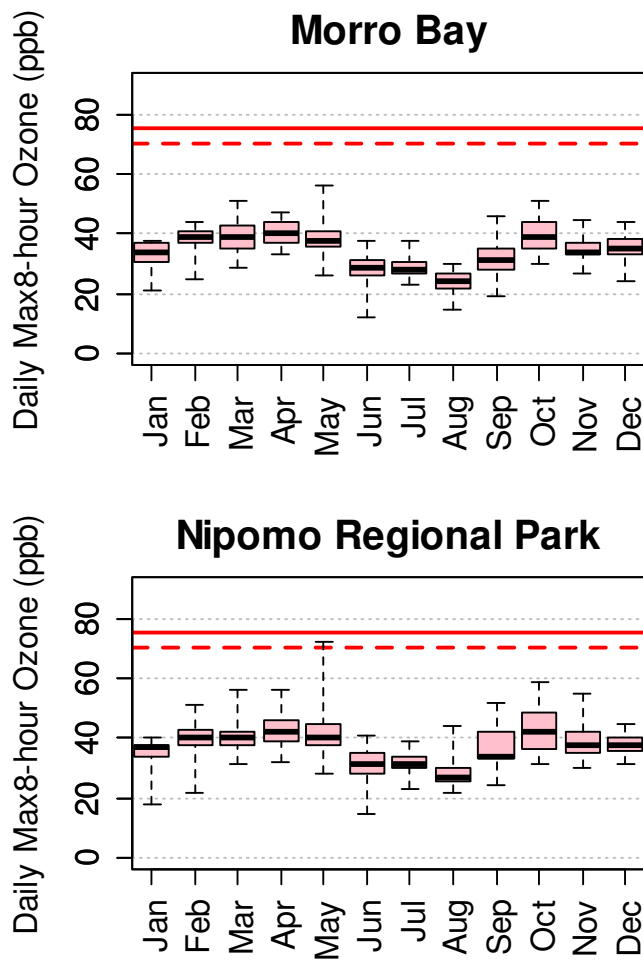 Morro Bay
Daily Max8-hour Ozone (ppb)
80
60
40
20
0
Jan Feb Mar Apr May Jun Jul Aug Sep Oct Nov Dec
Nipomo Regional Park
Daily Max8-hour Ozone (ppb)
80
60
40
20
0
Jan Feb Mar Apr May Jun Jul Aug Sep Oct Nov Dec